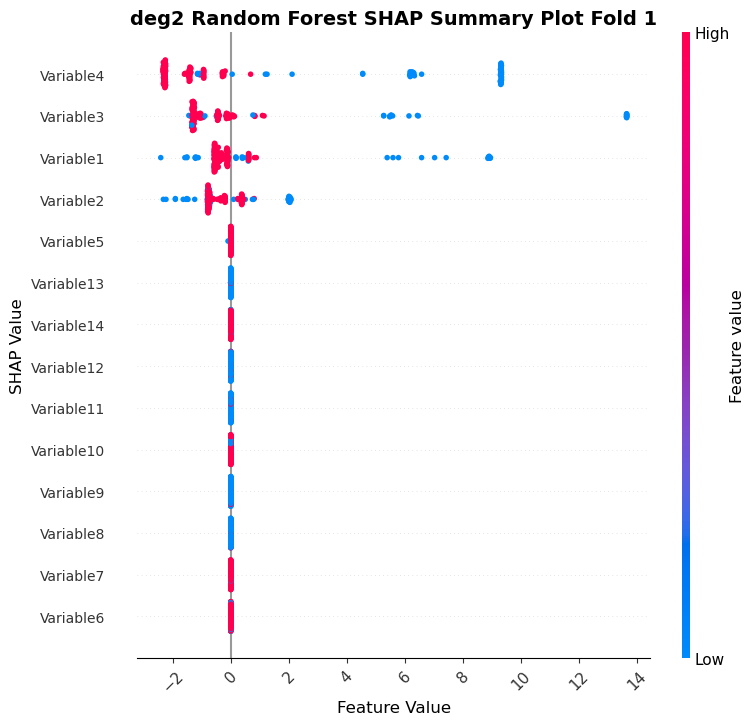 deg2 Random Forest SHAP Summary Plot Fold 1
High
Variable4
Variable3
Variable1
Variable2
Variable5
Variable13
Variable14
Variable12
Variable11
Variable10
Variable9
Variable8
Variable7
Variable6
SHAP Value
Feature value
Low
−2
0
2
4
6
8
10
12
14
Feature Value